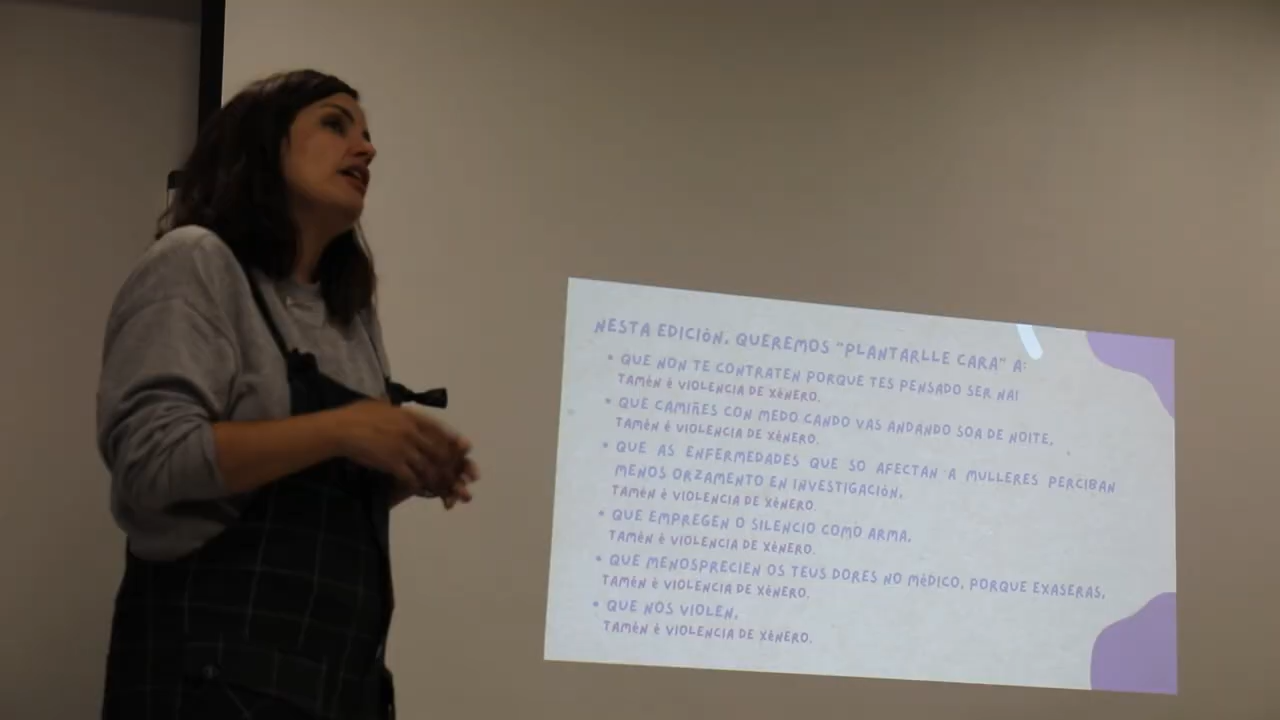 NESTA EDICIÓN, QUEREMOS "PLANTARLLE CARA" A:
• QUE NON TE CONTRATEN PORQUE TES PENSADO SER NAI
TAMÉN É VIOLENCIA DE XÉNERO.
• QUE CAMIÑES CON MEDO CANDO VAS ANDANDO SOA DE NOITE,
TAMÉN É VIOLENCIA DE XÉNERO.
• QUE AS ENFERMEDADES QUE SO AFECTAN A MULLERES PERCIBAN
MENOS ORZAMENTO EN INVESTIGACIÓN,
TAMÉN É VIOLENCIA DE XÉNERO.
• QUE EMPREGEN O SILENCIO COMO ARMA,
TAMÉN É VIOLENCIA DE XÉNERO.
• QUE MENOSPRECIEN OS TEUS DORES NO MÉDICO, PORQUE EXASERAS,
TAMÉN É VIOLENCIA DE XÉNERO.
• QUE NOS VIOLEN,
TAMÉN É VIOLENCIA DE XÉNERO.